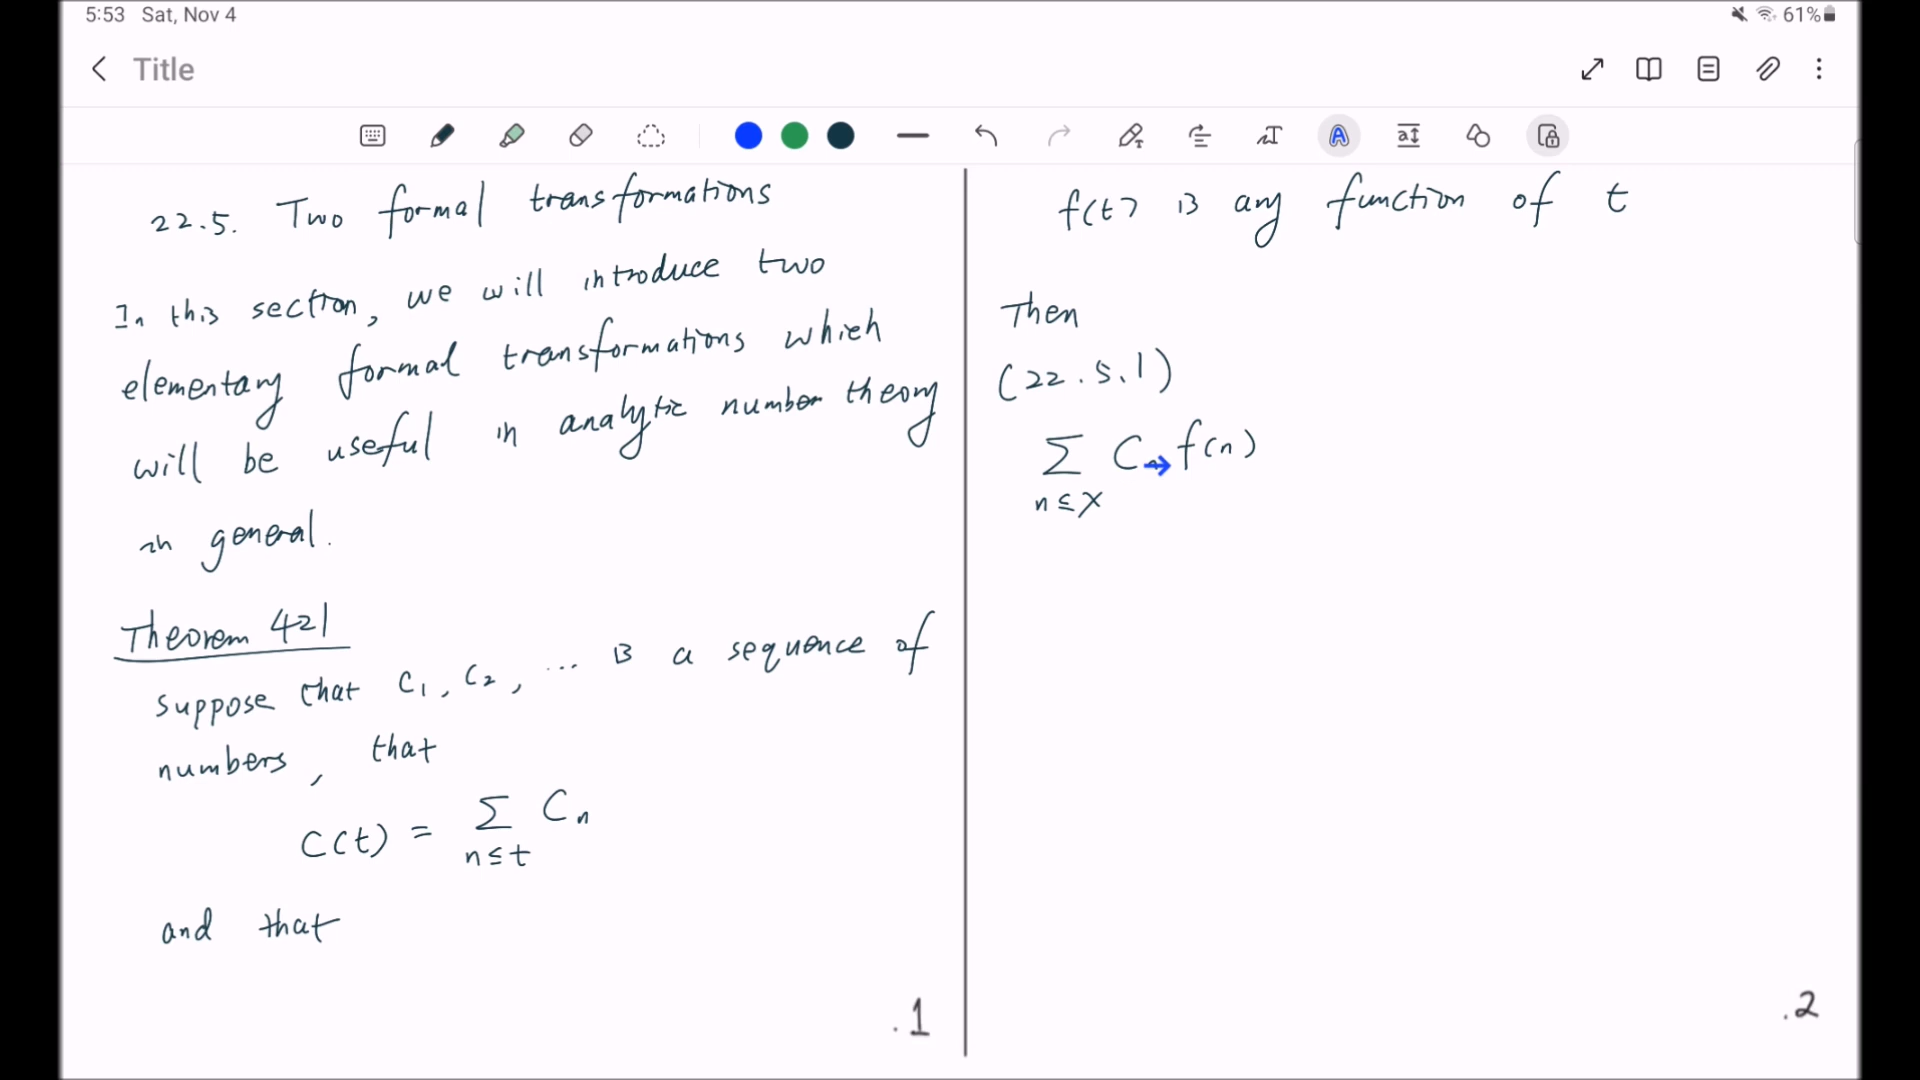 5:53 Sat, Nov 4
61%
Title
22.5. Two formal transformations
In this section, we will introduce two
elementary formal transformations which
will be useful in analytic number theory
in general.
Theorem 421
suppose that C₁, C₂, ... is a sequence of
numbers, that
C(t) = Σ Cₙ
n≤t
and that
.1
f(t) is any function of t
Then
(22.5.1)
Σ Cₙ f(n)
n≤X
.2